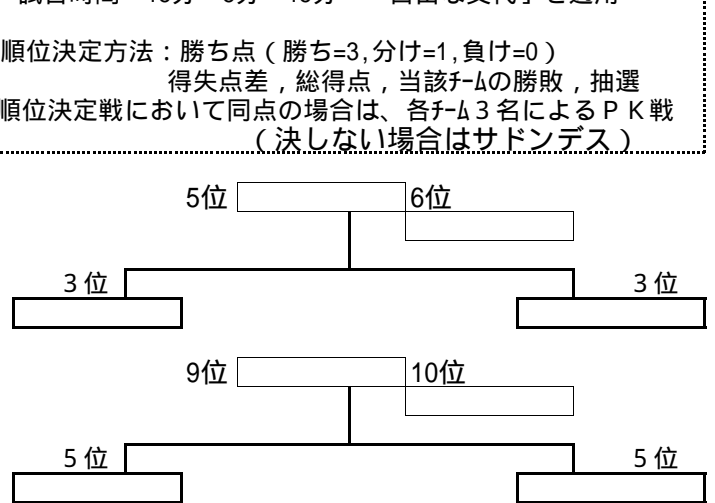 順位決定方法：勝ち点（勝ち=3,分け=1,負け=0）
得失点差，総得点，当該ﾁｰﾑの勝敗，抽選
順位決定戦において同点の場合は、各ﾁｰﾑ３名によるＰＫ戦
（決しない場合はサドンデス）
5位 6位
３位 ３位
9位 10位
５位 ５位